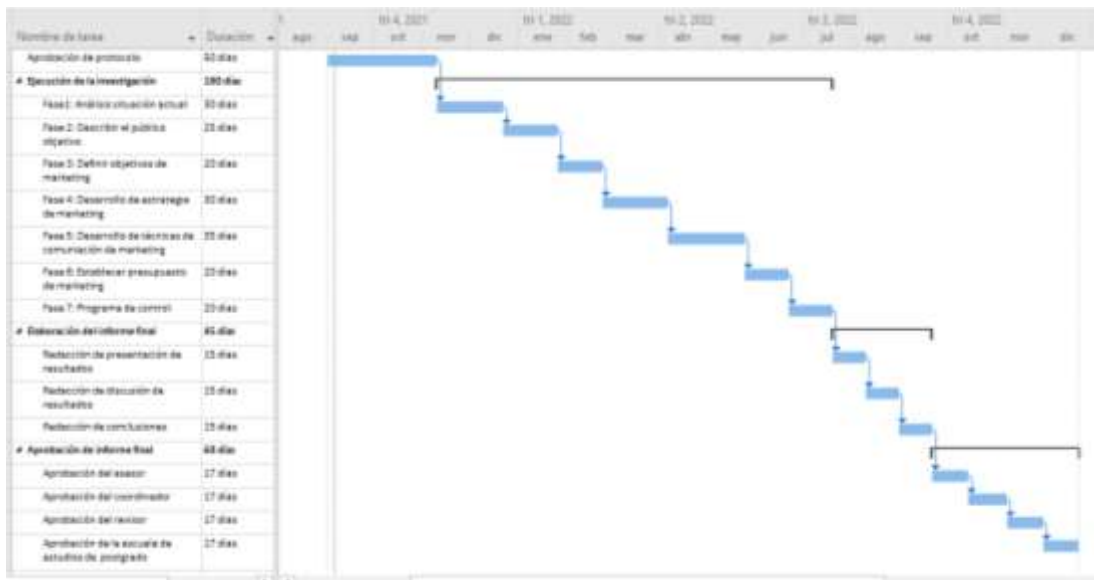 tri 4, 2021 tri 1, 2022 tri 2, 2022 tri 3, 2022 tri 4, 2022
Nombre de tarea Duración ago sep oct nov dic ene feb mar abr may jun jul ago sep oct nov dic
Aprobación de protocolo 50 días
Ejecución de la investigación 180 días
Fase1: Análisis situación actual 30 días
Fase 2: Describir el público 25 días
objetivo
Fase 3: Definir objetivos de 20 días
marketing
Fase 4: Desarrollo de estrategia 30 días
de marketing
Fase 5: Desarrollo de técnicas de 35 días
comunicación de marketing
Fase 6: Establecer presupuesto 20 días
de marketing
Fase 7: Programa de control 20 días
Elaboración del informe final 45 días
Redacción de presentación de 15 días
resultados
Redacción de discusión de 15 días
resultados
Redacción de conclusiones 15 días
Aprobación de informe final 68 días
Aprobación del asesor 17 días
Aprobación del coordinador 17 días
Aprobación del revisor 17 días
Aprobación de la escuela de 17 días
estudios de postgrado